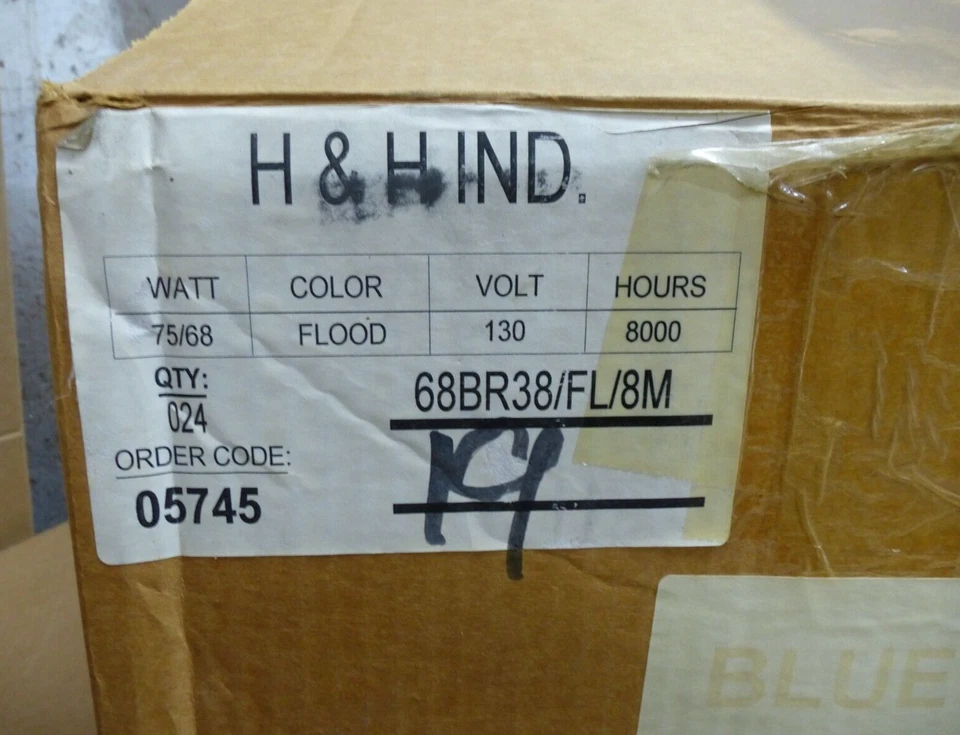 H & H IND.
WATT COLOR VOLT HOURS
75/68 FLOOD 130 8000
QTY:
024
68BR38/FL/8M
19
ORDER CODE:
05745
BLUE